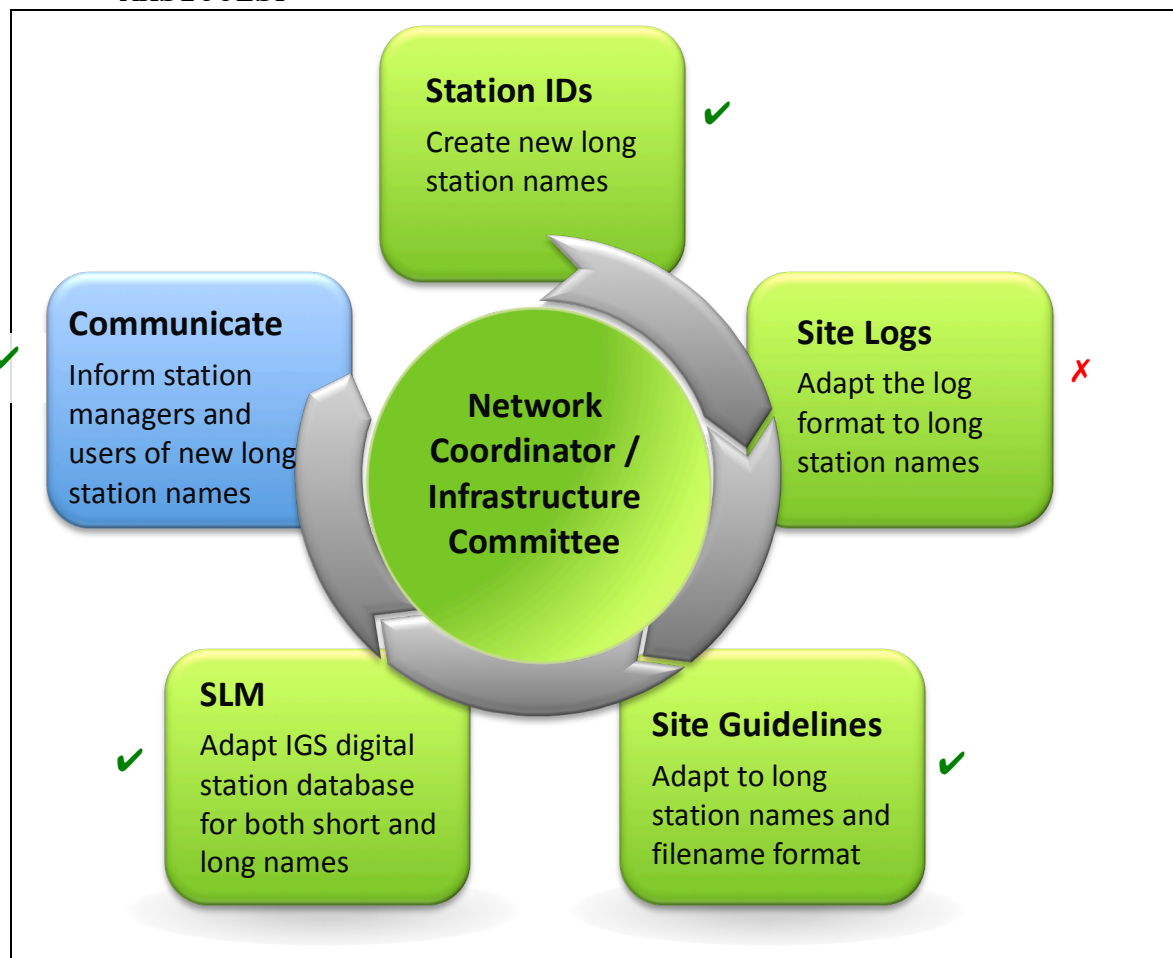 Station IDs
Create new long
station names
✔
Communicate
Inform station
managers and
users of new long
station names
✔
Site Logs
Adapt the log
format to long
station names
✗
Network
Coordinator /
Infrastructure
Committee
SLM
Adapt IGS digital
station database
for both short and
long names
✔
Site Guidelines
Adapt to long
station names and
filename format
✔